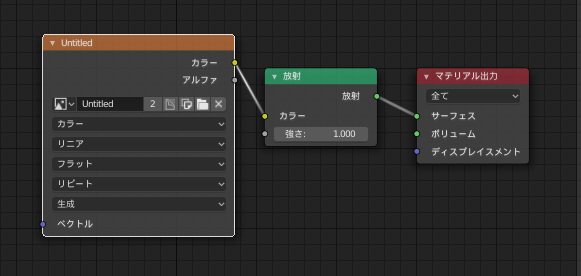 Untitled
カラー
アルファ
Untitled 2
カラー
リニア
フラット
リピート
生成
ベクトル
放射
放射
カラー
強さ: 1.000
マテリアル出力
全て
サーフェス
ボリューム
ディスプレイスメント